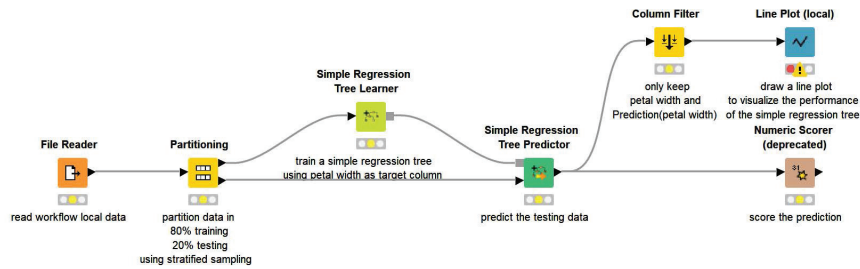 Column Filter
only keep
petal width and
Prediction(petal width)
Line Plot (local)
draw a line plot
to visualize the performance
of the simple regression tree
Simple Regression
Tree Learner
train a simple regression tree
using petal width as target column
File Reader
read workflow local data
Partitioning
partition data in
80% training
20% testing
using stratified sampling
Simple Regression
Tree Predictor
predict the testing data
Numeric Scorer
(deprecated)
score the prediction